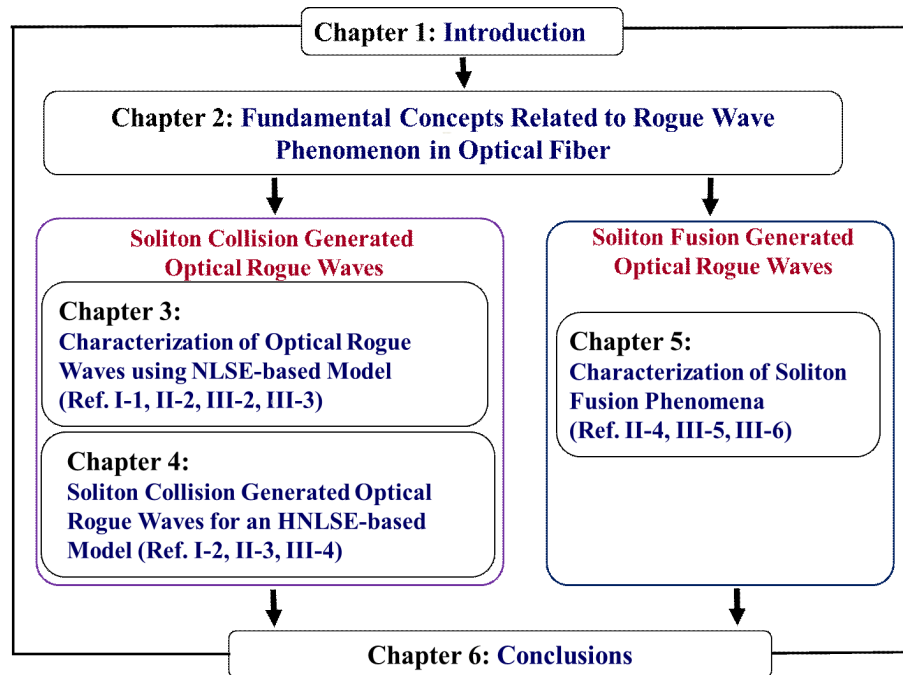 Chapter 1: Introduction
Chapter 2: Fundamental Concepts Related to Rogue Wave
Phenomenon in Optical Fiber
Soliton Collision Generated
Optical Rogue Waves
Chapter 3:
Characterization of Optical Rogue
Waves using NLSE-based Model
(Ref. I-1, II-2, III-2, III-3)
Chapter 4:
Soliton Collision Generated Optical
Rogue Waves for an HNLSE-based
Model (Ref. I-2, II-3, III-4)
Soliton Fusion Generated
Optical Rogue Waves
Chapter 5:
Characterization of Soliton
Fusion Phenomena
(Ref. II-4, III-5, III-6)
Chapter 6: Conclusions